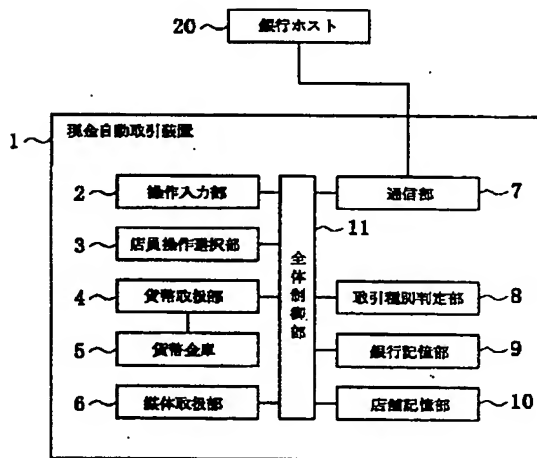 20
銀行ホスト
1
現金自動取引装置
2
操作入力部
通信部
7
3
店員操作選択部
11
全体制御部
4
貨幣取扱部
取引種別判定部
8
5
貨幣金庫
銀行記憶部
9
6
媒体取扱部
店舗記憶部
10